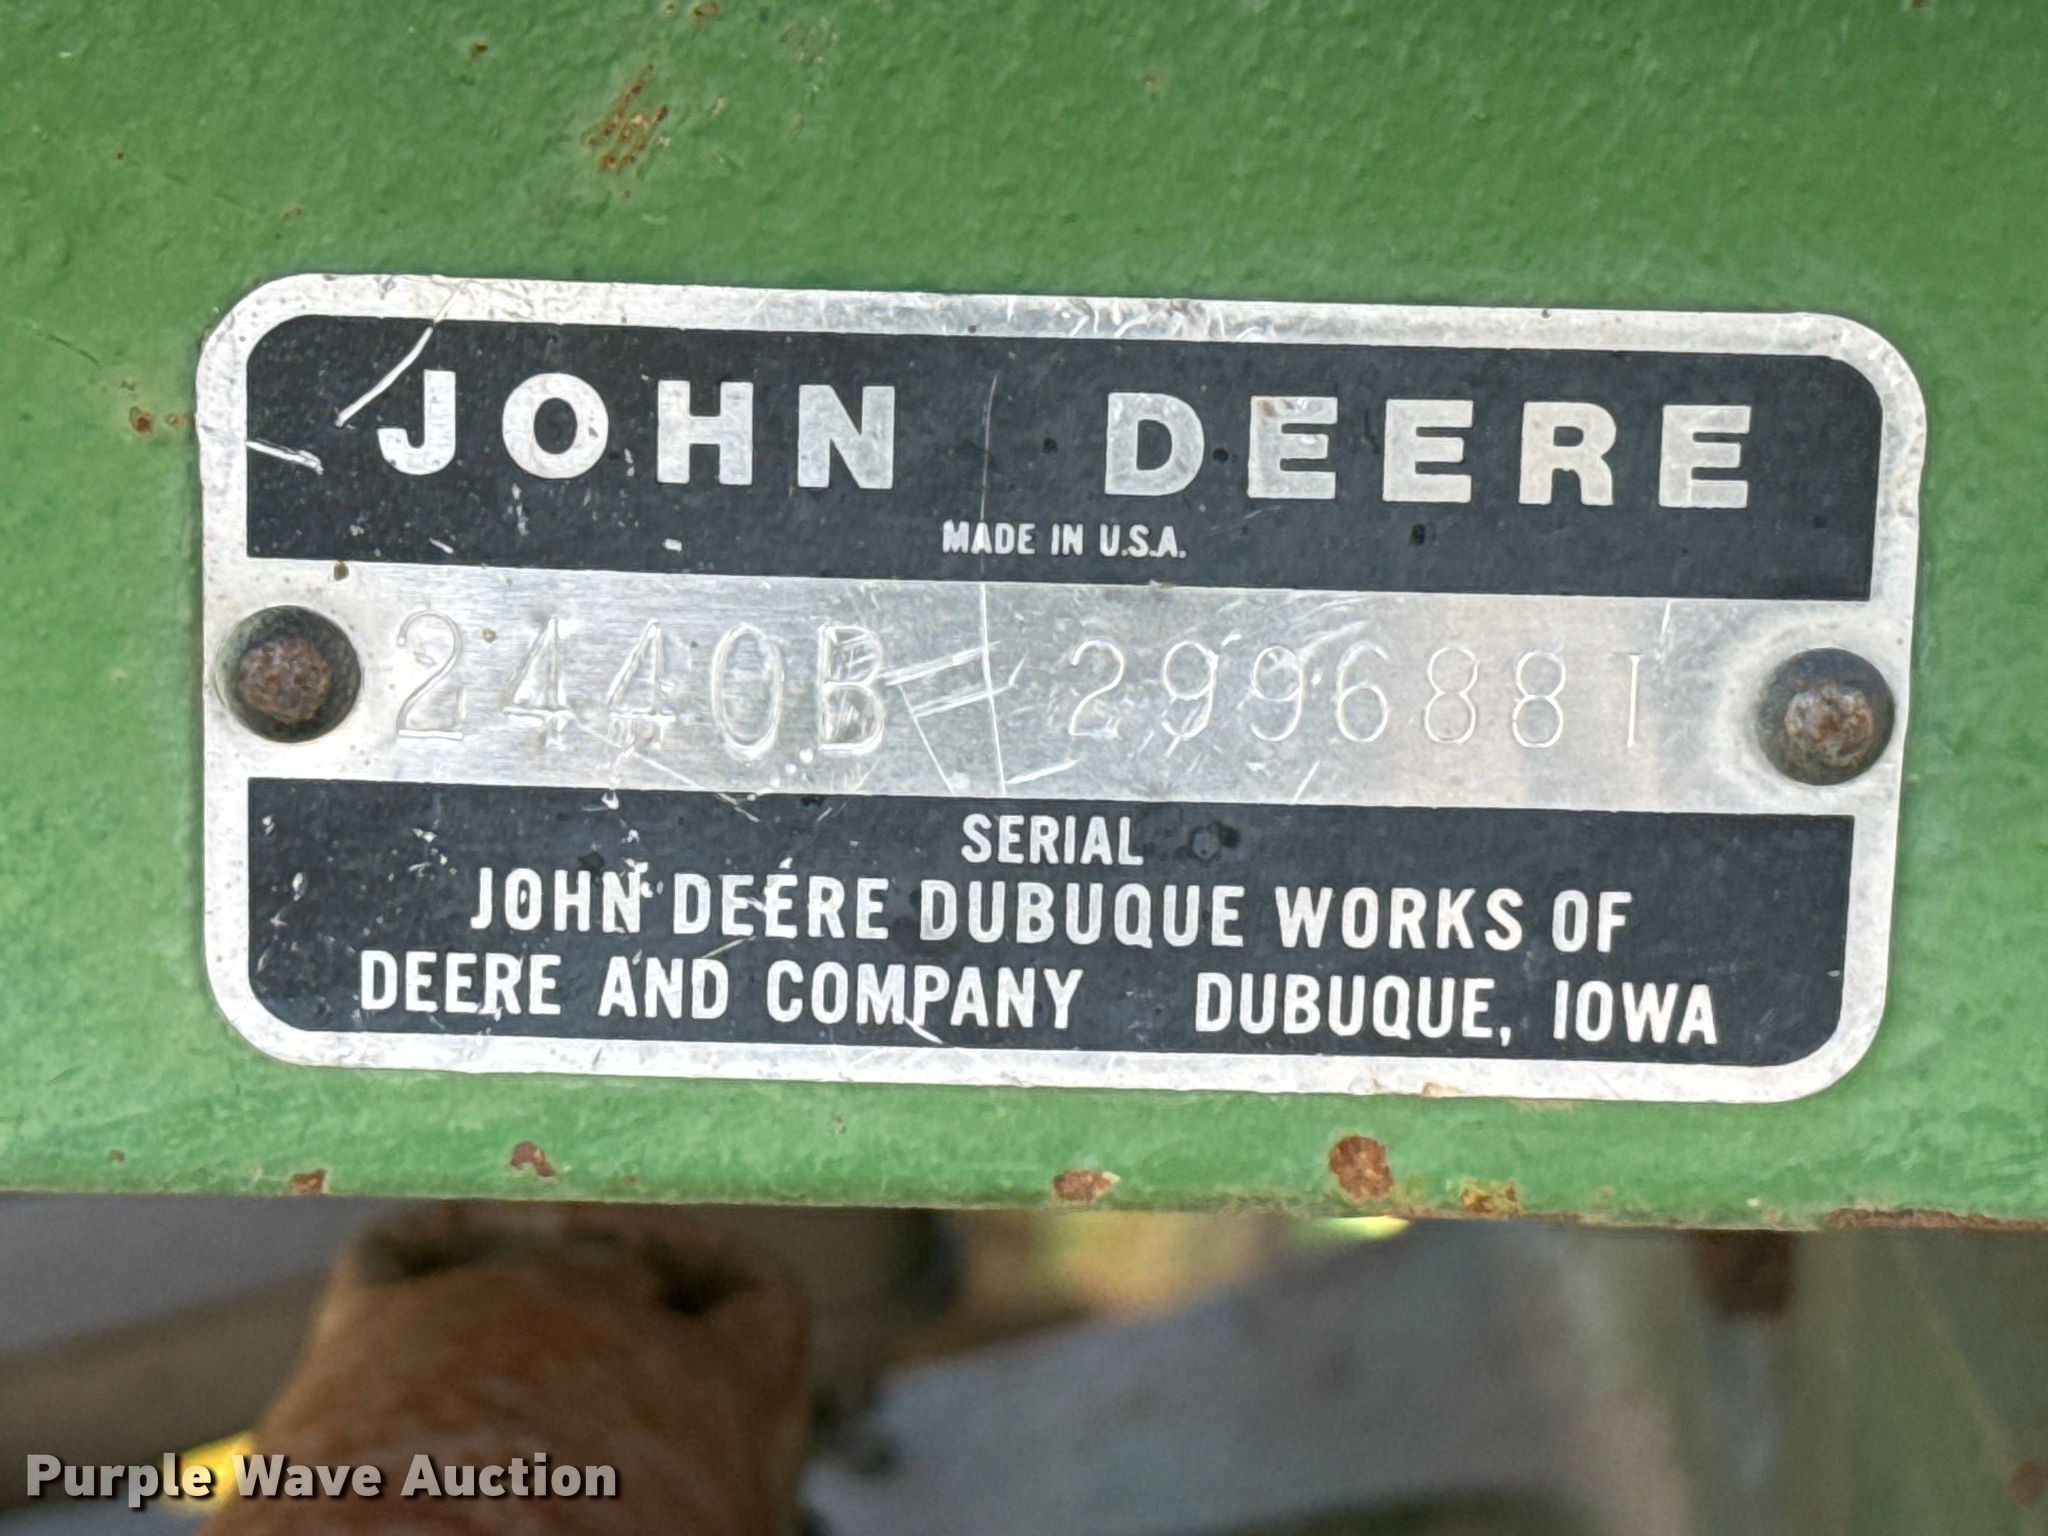 JOHN DEERE
MADE IN U.S.A.
2440B 299688I
SERIAL
JOHN DEERE DUBUQUE WORKS OF
DEERE AND COMPANY DUBUQUE, IOWA
Purple Wave Auction